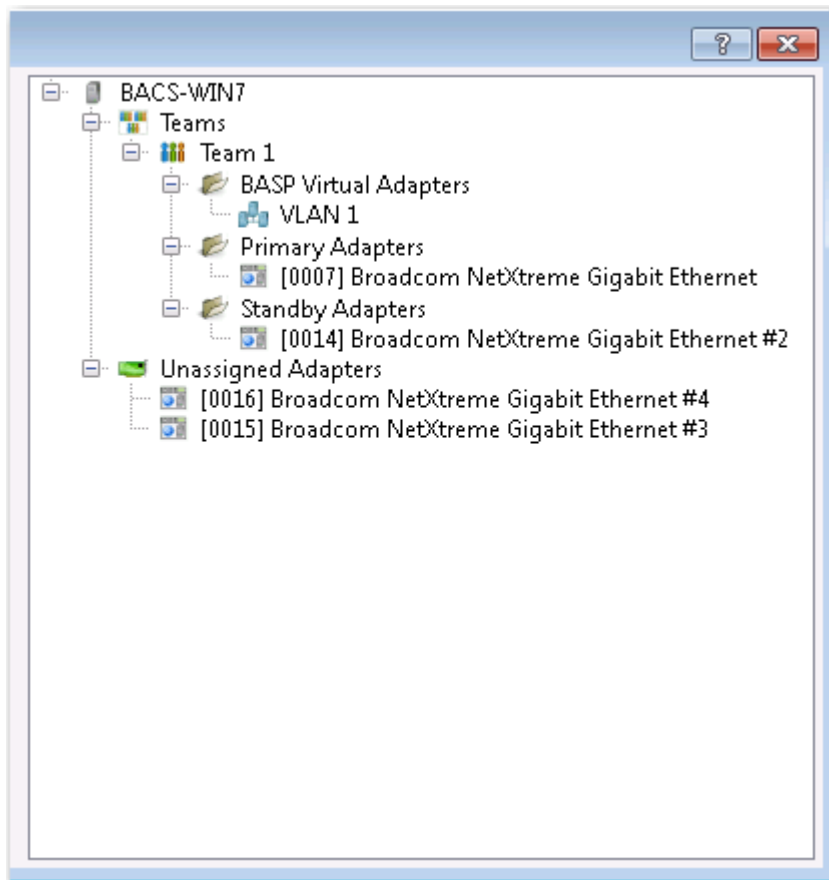 ?
BACS-WIN7
Teams
Team 1
BASP Virtual Adapters
VLAN 1
Primary Adapters
[0007] Broadcom NetXtreme Gigabit Ethernet
Standby Adapters
[0014] Broadcom NetXtreme Gigabit Ethernet #2
Unassigned Adapters
[0016] Broadcom NetXtreme Gigabit Ethernet #4
[0015] Broadcom NetXtreme Gigabit Ethernet #3